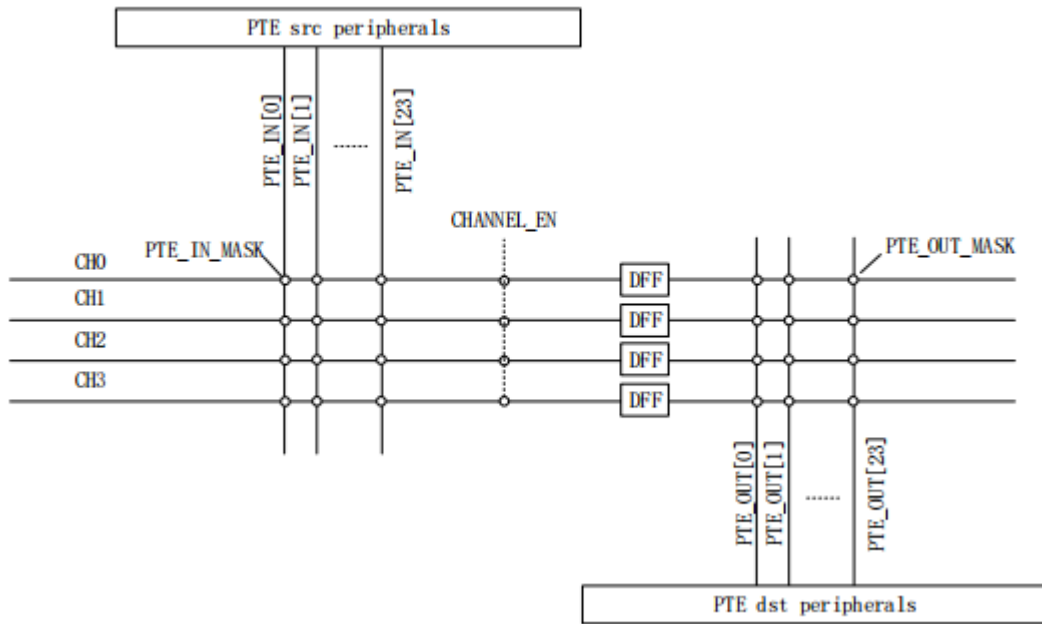 PTE src peripherals
PTE_IN[0]
PTE_IN[1]
......
PTE_IN[23]
CHANNEL_EN
PTE_IN_MASK
PTE_OUT_MASK
CH0
DFF
CH1
DFF
CH2
DFF
CH3
DFF
PTE_OUT[0]
PTE_OUT[1]
......
PTE_OUT[23]
PTE dst peripherals